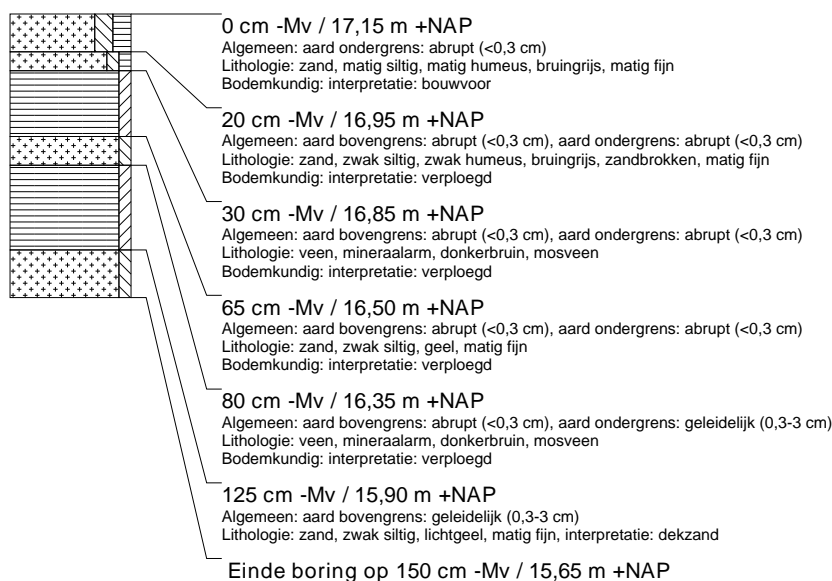 0 cm -Mv / 17,15 m +NAP
Algemeen: aard ondergrens: abrupt (<0,3 cm)
Lithologie: zand, matig siltig, matig humeus, bruingrijs, matig fijn
Bodemkundig: interpretatie: bouwvoor
20 cm -Mv / 16,95 m +NAP
Algemeen: aard bovengrens: abrupt (<0,3 cm), aard ondergrens: abrupt (<0,3 cm)
Lithologie: zand, zwak siltig, zwak humeus, bruingrijs, zandbrokken, matig fijn
Bodemkundig: interpretatie: verploegd
30 cm -Mv / 16,85 m +NAP
Algemeen: aard bovengrens: abrupt (<0,3 cm), aard ondergrens: abrupt (<0,3 cm)
Lithologie: veen, mineraalarm, donkerbruin, mosveen
Bodemkundig: interpretatie: verploegd
65 cm -Mv / 16,50 m +NAP
Algemeen: aard bovengrens: abrupt (<0,3 cm), aard ondergrens: abrupt (<0,3 cm)
Lithologie: zand, zwak siltig, geel, matig fijn
Bodemkundig: interpretatie: verploegd
80 cm -Mv / 16,35 m +NAP
Algemeen: aard bovengrens: abrupt (<0,3 cm), aard ondergrens: geleidelijk (0,3-3 cm)
Lithologie: veen, mineraalarm, donkerbruin, mosveen
Bodemkundig: interpretatie: verploegd
125 cm -Mv / 15,90 m +NAP
Algemeen: aard bovengrens: geleidelijk (0,3-3 cm)
Lithologie: zand, zwak siltig, lichtgeel, matig fijn, interpretatie: dekzand
Einde boring op 150 cm -Mv / 15,65 m +NAP